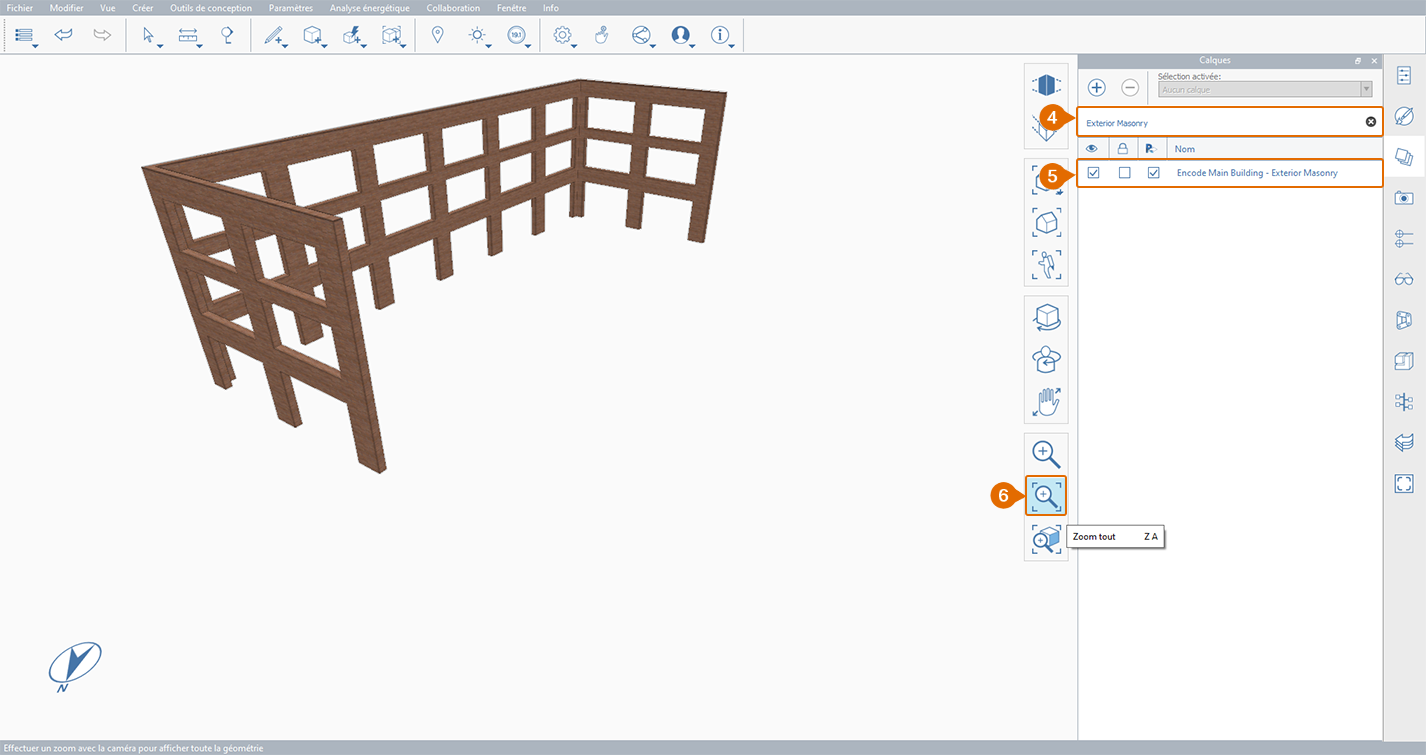 Fichier Modifier Vue Créer Outils de conception Paramètres Analyse énergétique Collaboration Fenêtre Info
19.1
Calques
Sélection activée:
Aucun calque
4
Exterior Masonry
Nom
5
Encode Main Building - Exterior Masonry
6
Zoom tout Z A
N
Effectuer un zoom avec la caméra pour afficher toute la géométrie